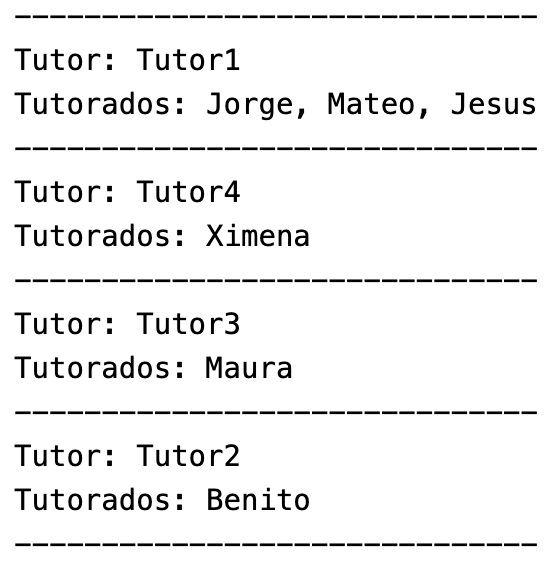 ------------------------------
Tutor: Tutor1
Tutorados: Jorge, Mateo, Jesus
------------------------------
Tutor: Tutor4
Tutorados: Ximena
------------------------------
Tutor: Tutor3
Tutorados: Maura
------------------------------
Tutor: Tutor2
Tutorados: Benito
------------------------------